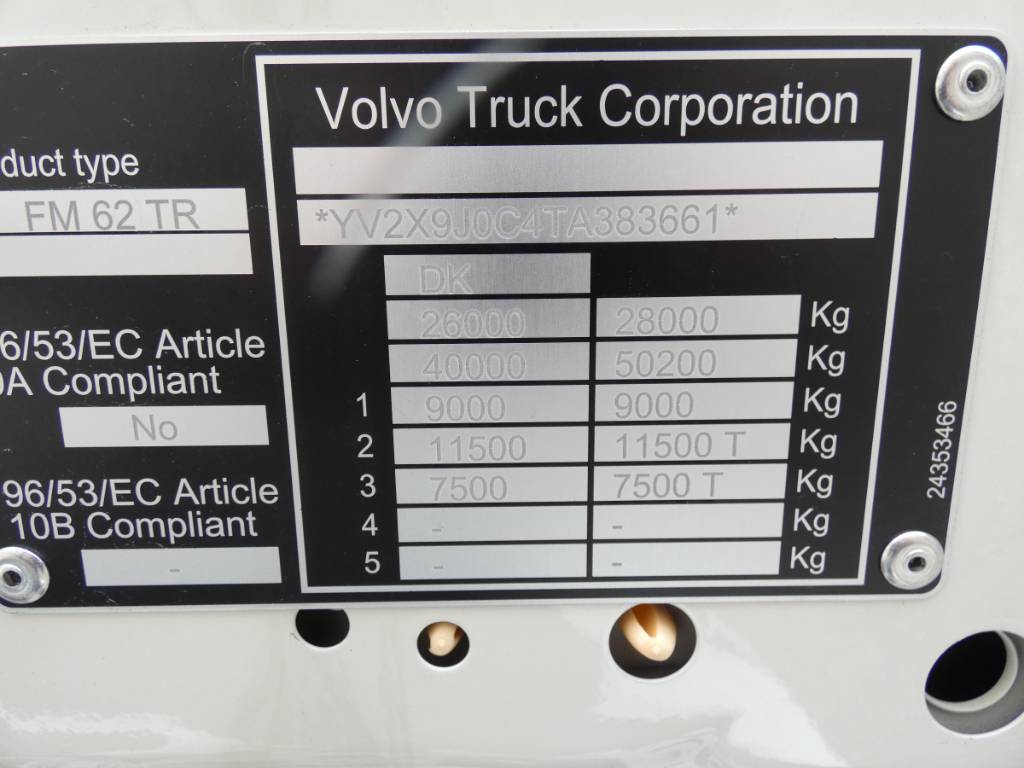 Volvo Truck Corporation
duct type
FM 62 TR
*YV2X9J0C4TA383661*
DK
26000 28000 Kg
6/53/EC Article
A Compliant
40000 50200 Kg
No
1 9000 9000 Kg
2 11500 11500 T Kg
3 7500 7500 T Kg
96/53/EC Article
10B Compliant
-
4 - - Kg
5 - - Kg
24353466